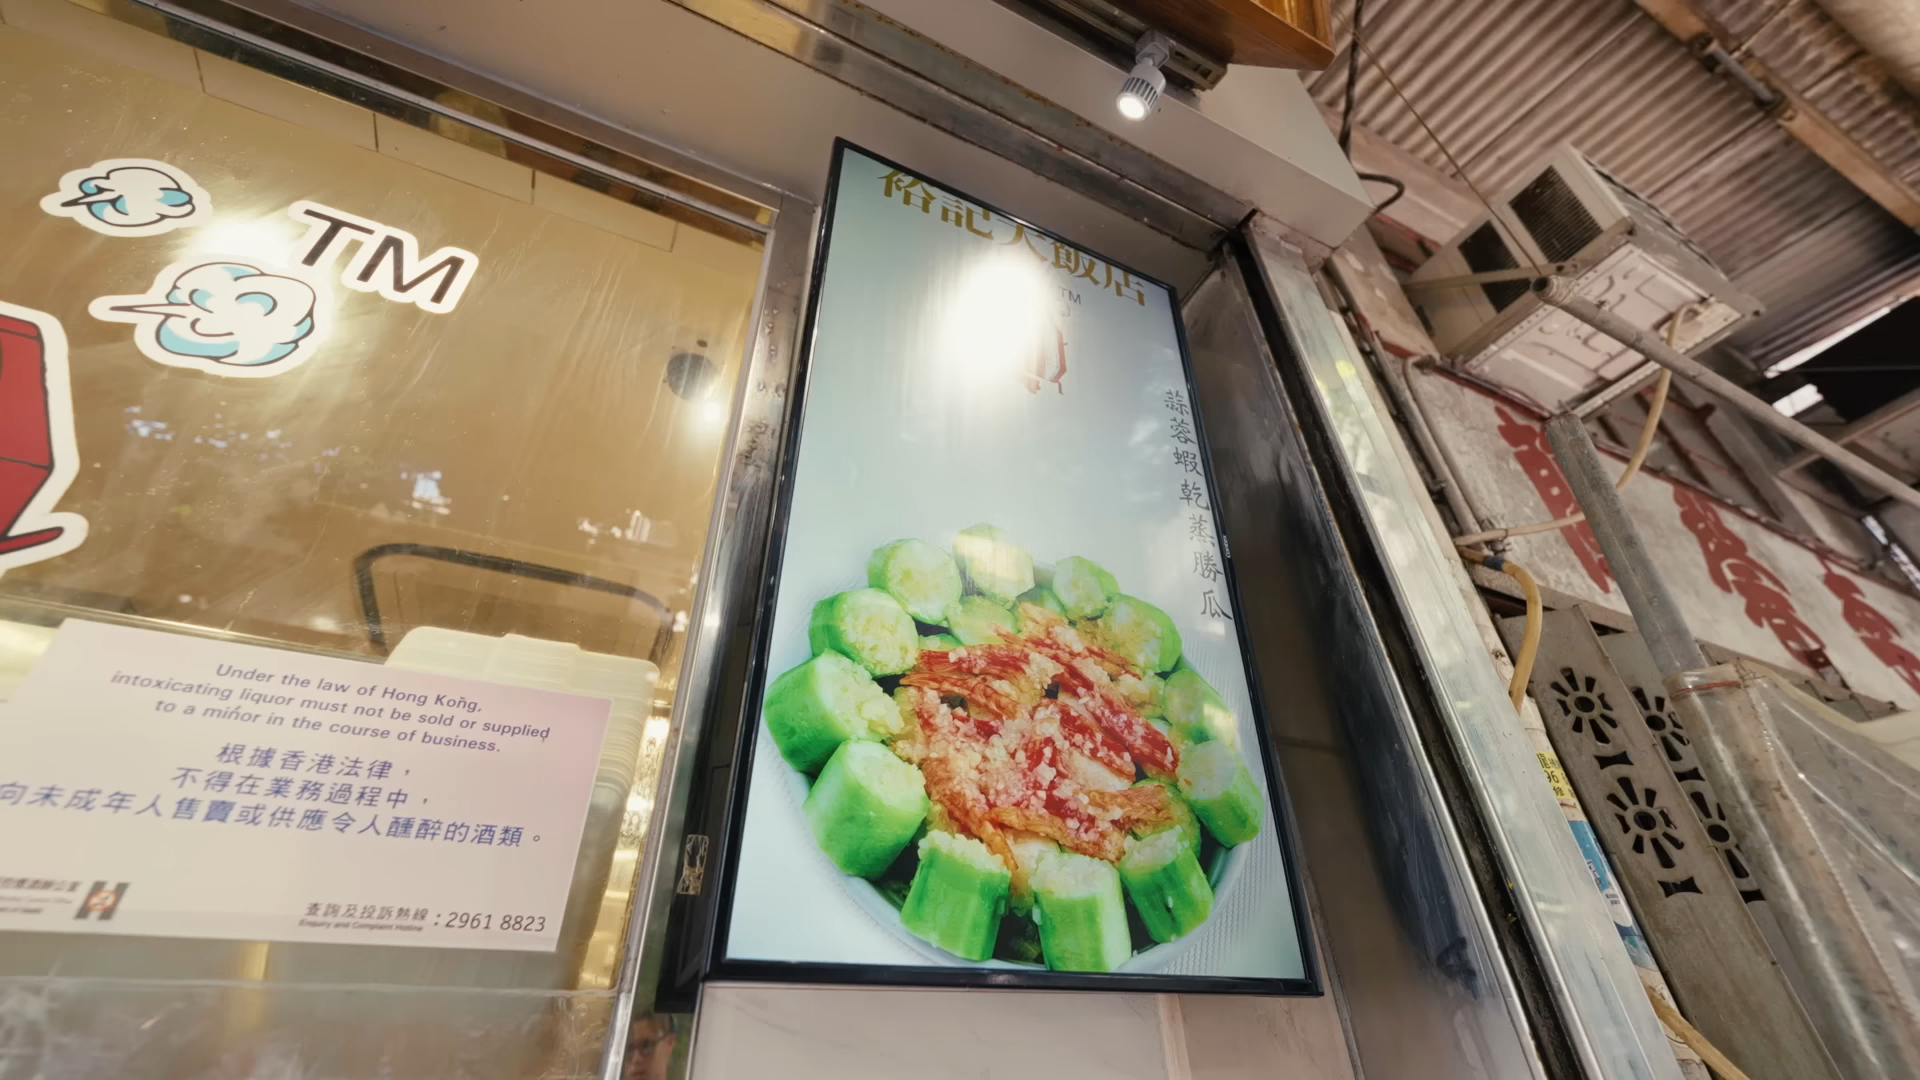 TM
Under the law of Hong Kong,
intoxicating liquor must not be sold or supplied
to a minor in the course of business.
根據香港法律，
不得在業務過程中，
向未成年人售賣或供應令人醺醉的酒類。
查詢及投訴熱線：2961 8823
Enquiry and Complaint Hotline
裕記大飯店
TM
蒜蓉蝦乾蒸勝瓜